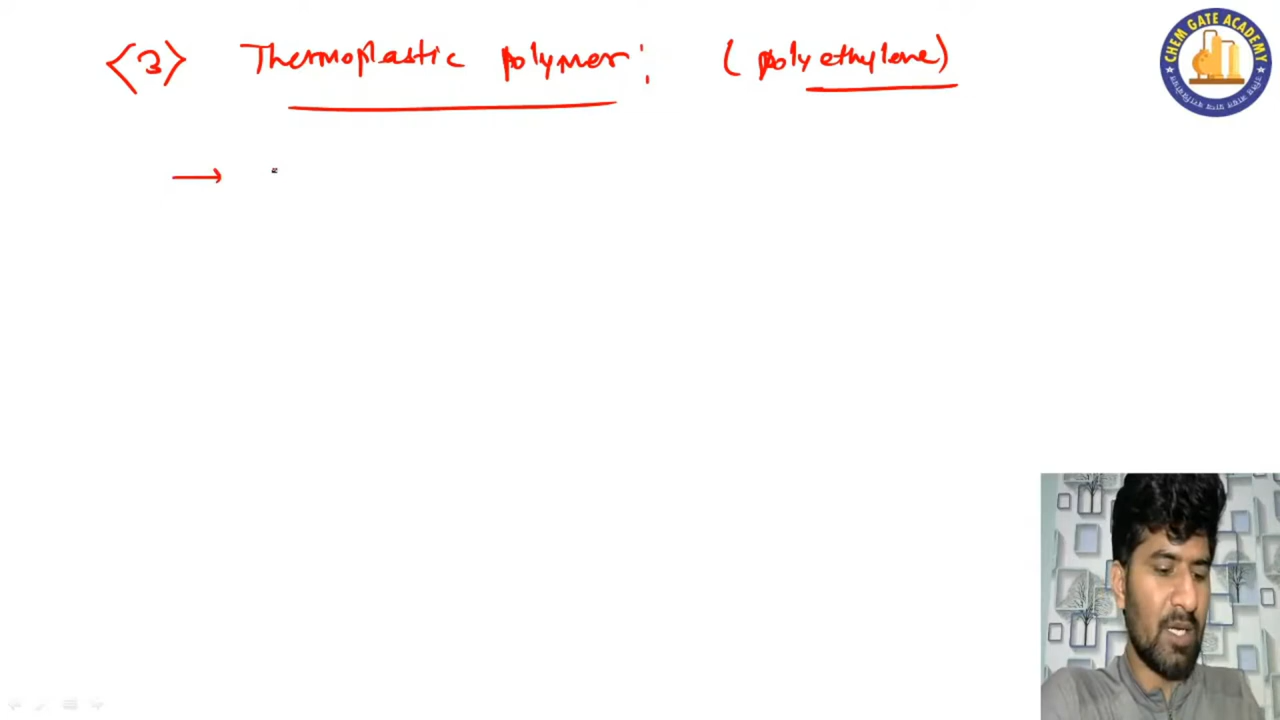 <3> Thermoplastic polymer: (polyethylene)
→
CHEM GATE ACADEMY